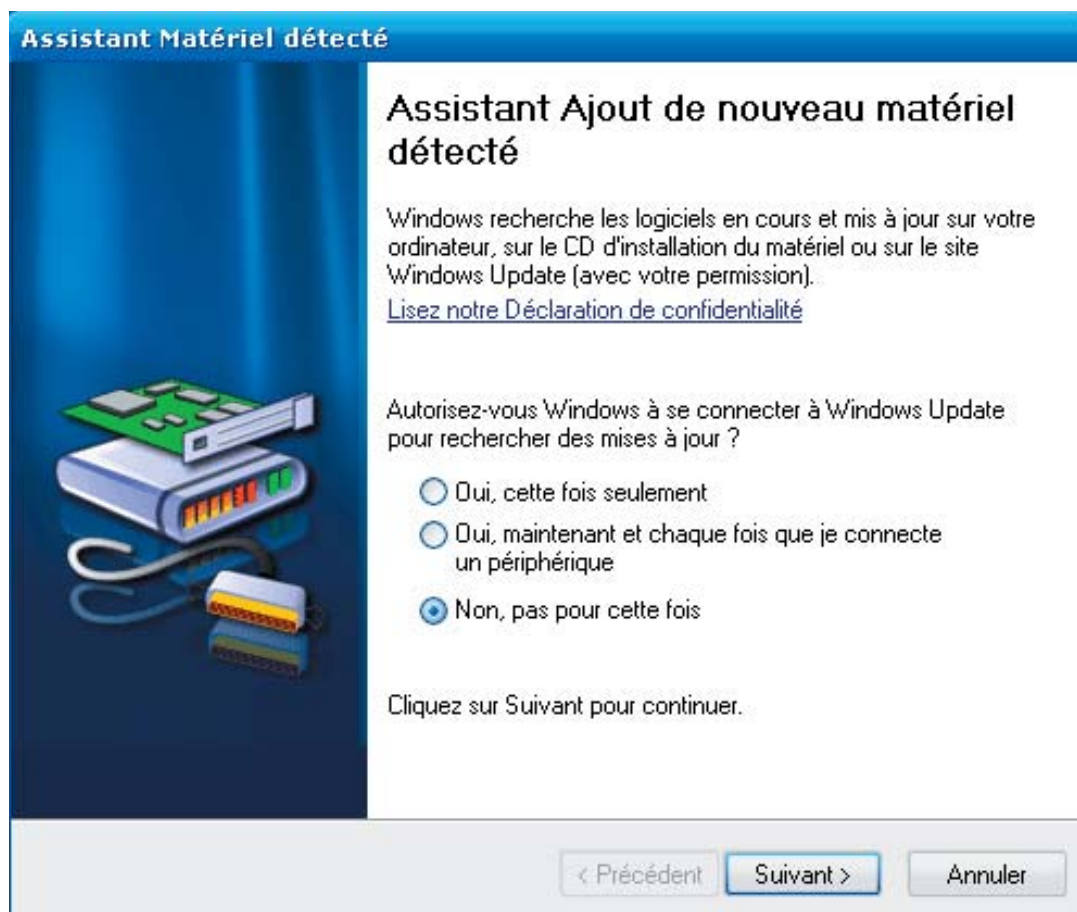 Assistant Matériel détecté
Assistant Ajout de nouveau matériel
détecté
Windows recherche les logiciels en cours et mis à jour sur votre
ordinateur, sur le CD d'installation du matériel ou sur le site
Windows Update (avec votre permission).
Lisez notre Déclaration de confidentialité
Autorisez-vous Windows à se connecter à Windows Update
pour rechercher des mises à jour ?
Oui, cette fois seulement
Oui, maintenant et chaque fois que je connecte
un périphérique
Non, pas pour cette fois
Cliquez sur Suivant pour continuer.
< Précédent Suivant > Annuler